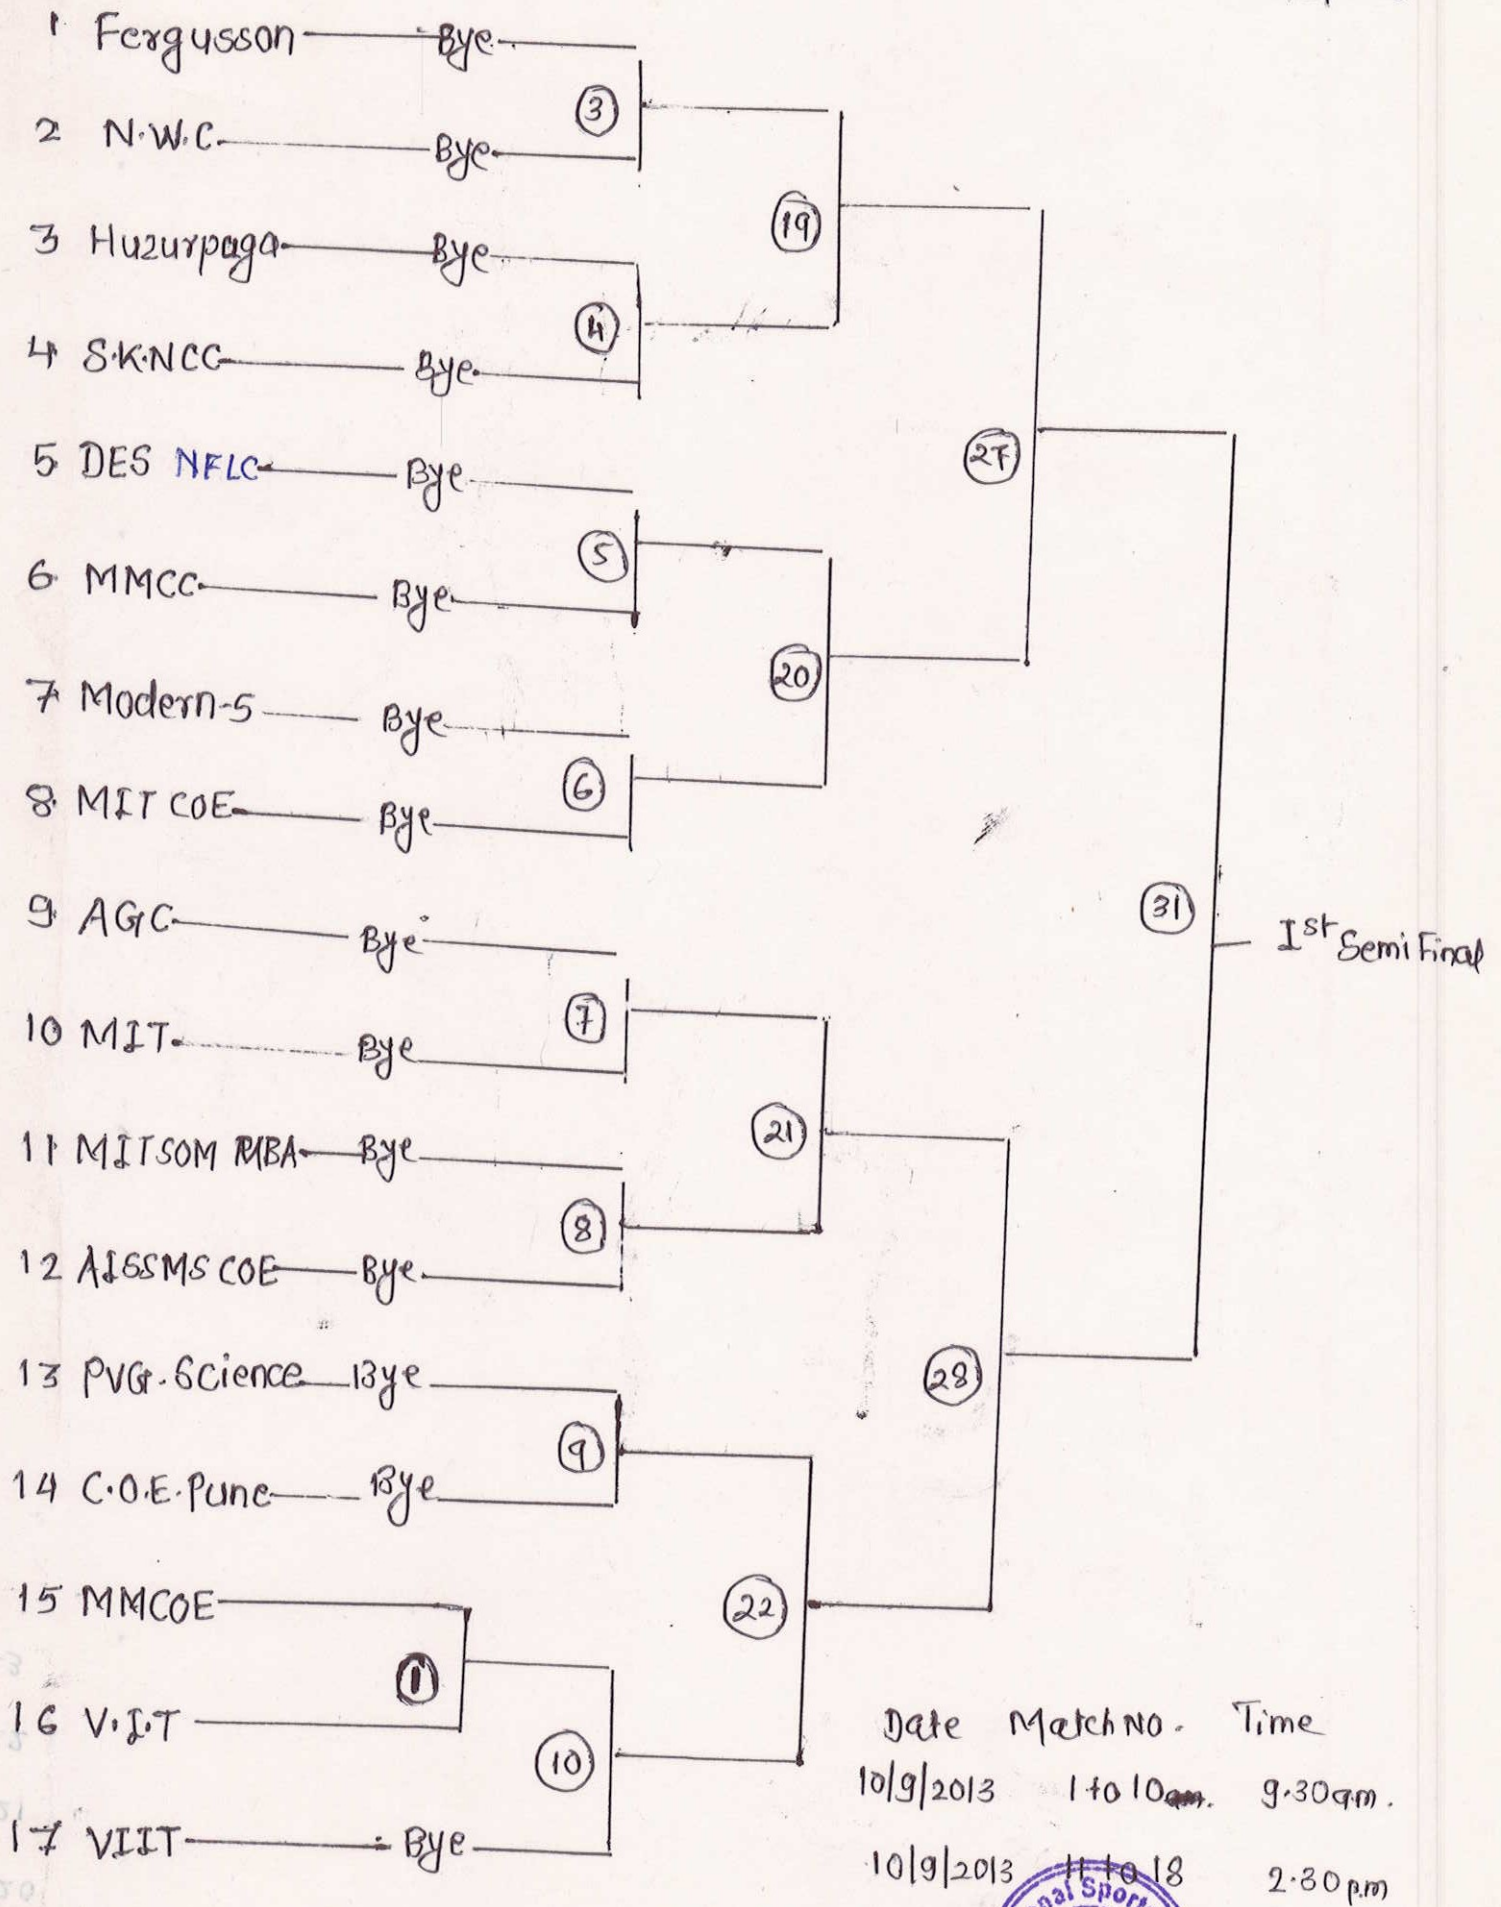 1 Fergusson Bye
3
2 N.W.C. Bye
19
3 Huzurpaga Bye
4
4 S.K.NCC Bye
27
5 DES NFLC Bye
5
6 MMCC Bye
20
7 Modern-5 Bye
6
8 MIT COE Bye
31
1st Semi Final
9 AGC Bye
7
10 MIT Bye
21
11 MITSOM MBA Bye
8
12 AISSMS COE Bye
28
13 PVG. Science Bye
9
14 C.O.E. Pune Bye
22
15 MMCOE
1
16 V.I.T
10
17 VIIT Bye
Date Match No. Time
10/9/2013 1 to 10 9.30am.
10/9/2013 11 to 18 2.30 p.m